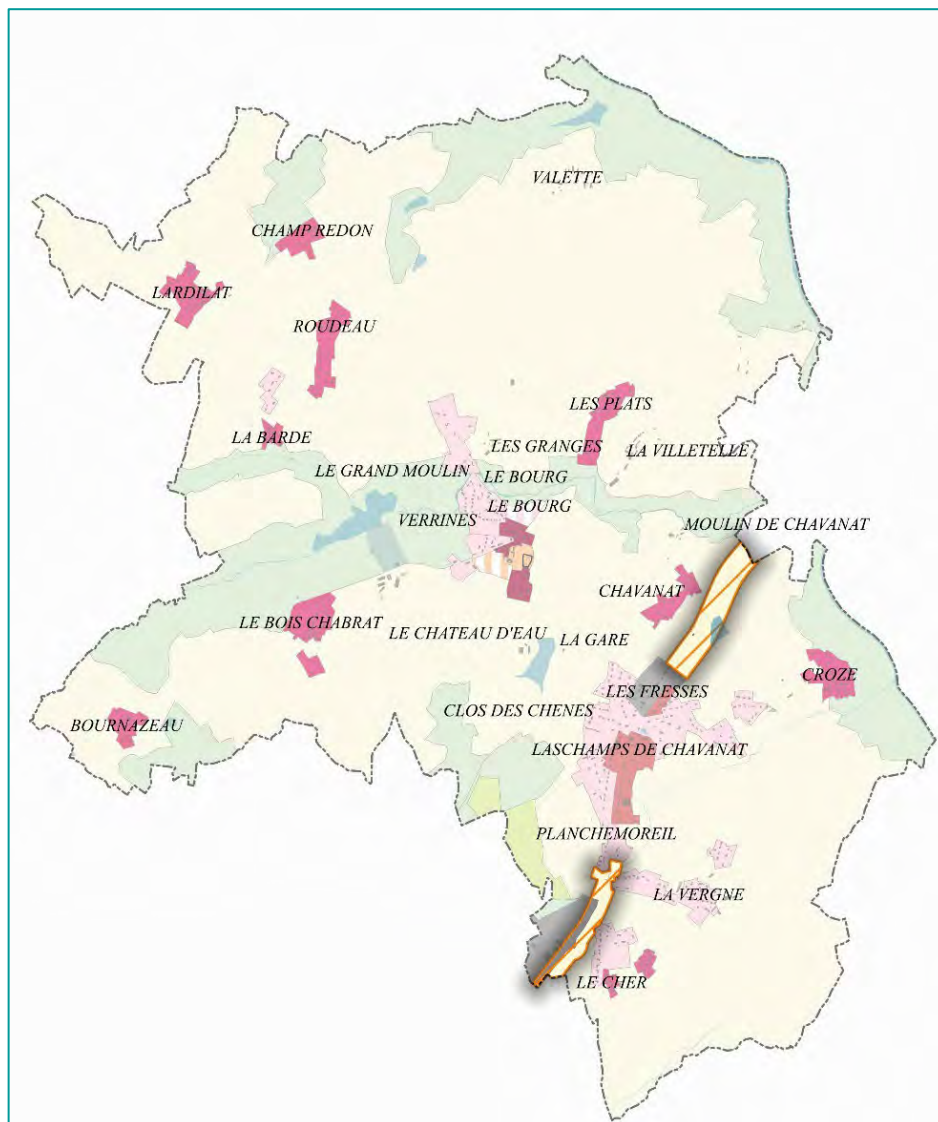 VALETTE
CHAMP REDON
LARDILAT
ROUDEAU
LES PLATS
LA BARDE
LES GRANGES
LA VILLETELLE
LE GRAND MOULIN
LE BOURG
LE BOURG
VERRINES
MOULIN DE CHAVANAT
CHAVANAT
LE BOIS CHABRAT
LE CHATEAU D'EAU
LA GARE
CROZE
LES FRESSES
CLOS DES CHENES
BOURNAZEAU
LASCHAMPS DE CHAVANAT
PLANCHEMOREIL
LA VERGNE
LE CHER